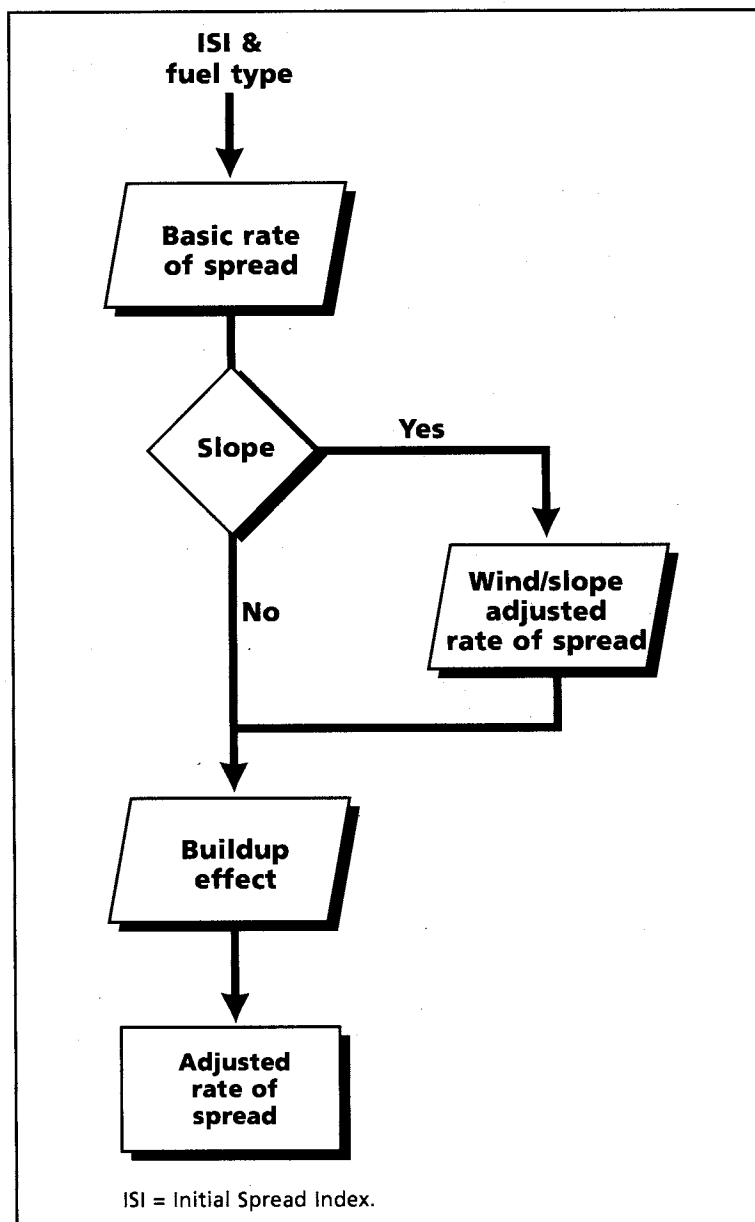 ISI &
fuel type
Basic rate
of spread
Slope
Yes
Wind/slope
adjusted
rate of spread
No
Buildup
effect
Adjusted
rate of
spread
ISI = Initial Spread Index.